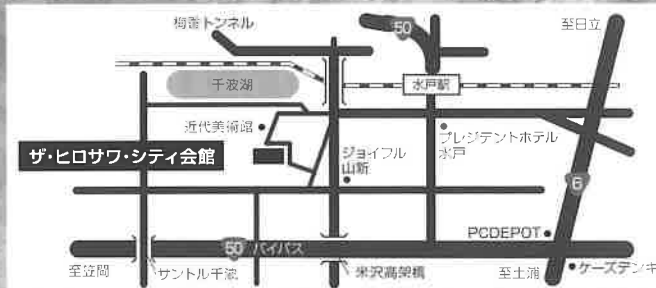 梅香トンネル
50
至日立
千波湖
水戸駅
近代美術館
ザ・ヒロサワ・シティ会館
ジョイフル
山新
プレジデントホテル
水戸
6
PCDEPOT
50 バイパス
至笠間
サントル千波
米沢高架橋
至土浦
ケーズデンキ